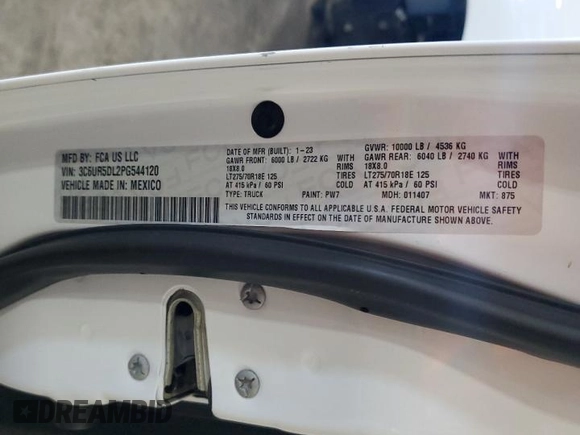 MFD BY: FCA US LLC
VIN: 3C6UR5DL2PG544120
VEHICLE MADE IN: MEXICO
DATE OF MFR (BUILT): 1-23
GAWR FRONT: 6000 LB / 2722 KG WITH
18X8.0 RIMS
LT275/70R18E 125
AT 415 kPa / 60 PSI COLD
TYPE: TRUCK PAINT: PW7
GVWR: 10000 LB / 4536 KG
GAWR REAR: 6040 LB / 2740 KG WITH
18X8.0 RIMS
LT275/70R18E 125
AT 415 kPa / 60 PSI COLD
MDH: 011407 MKT: 875
THIS VEHICLE CONFORMS TO ALL APPLICABLE U.S.A. FEDERAL MOTOR VEHICLE SAFETY
STANDARDS IN EFFECT ON THE DATE OF MANUFACTURE SHOWN ABOVE.
DREAMBID